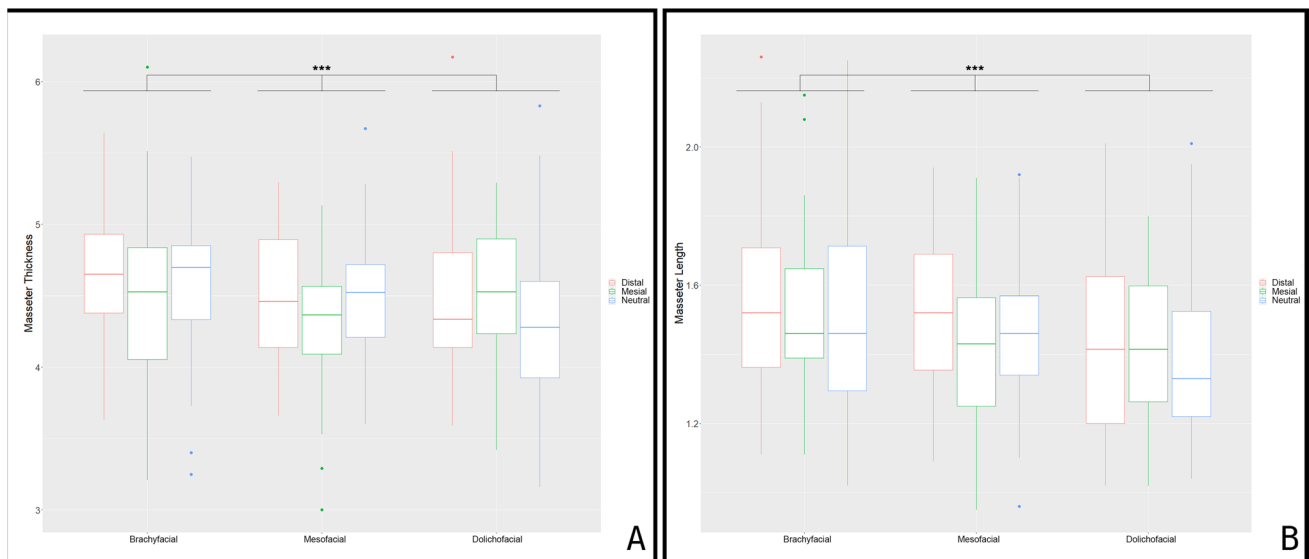 ***
6
5
4
3
Masseter Thickness
Distal
Mesial
Neutral
Brachyfacial
Mesofacial
Dolichofacial
A
***
2.0
1.6
1.2
Masseter Length
Distal
Mesial
Neutral
Brachyfacial
Mesofacial
Dolichofacial
B